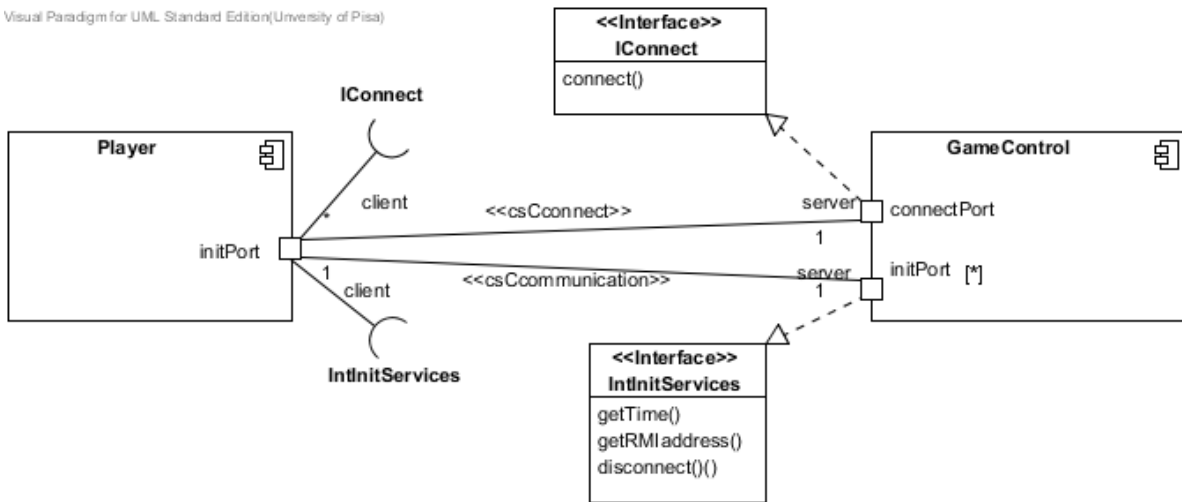 Visual Paradigm for UML Standard Edition(Unversity of Pisa)
<<Interface>>
IConnect
connect()
IConnect
Player
GameControl
client
*
<<csCconnect>>
server
connectPort
1
initPort
1
client
<<csCcommunication>>
server
1
initPort [*]
IntInitServices
<<Interface>>
IntInitServices
getTime()
getRMIaddress()
disconnect()()